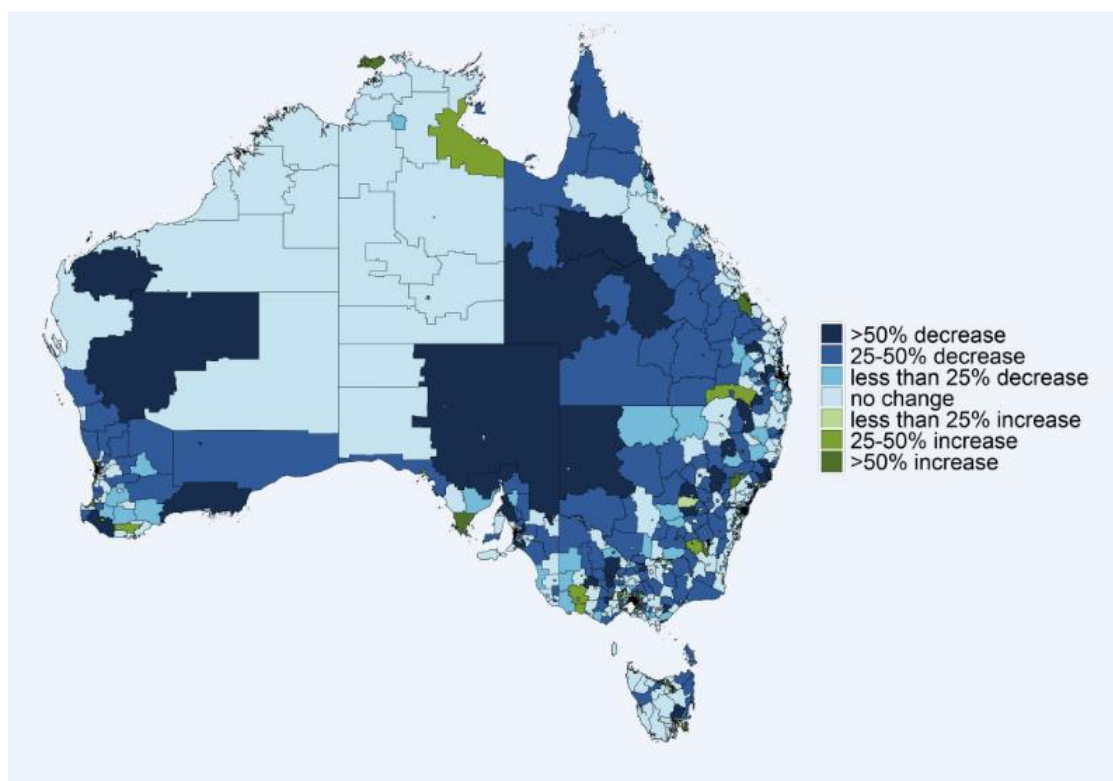 >50% decrease
25-50% decrease
less than 25% decrease
no change
less than 25% increase
25-50% increase
>50% increase